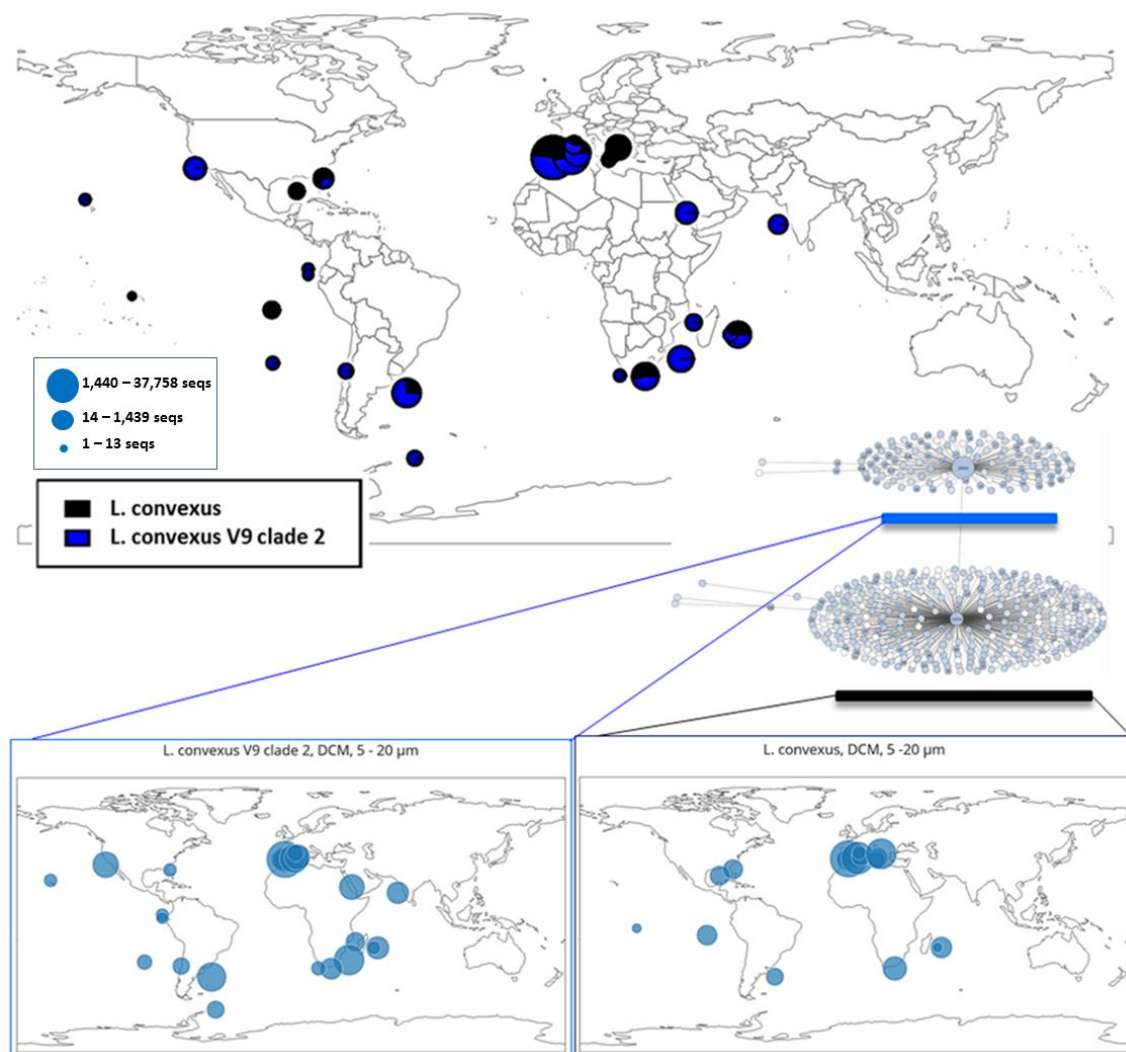 1,440 – 37,758 seqs
14 – 1,439 seqs
1 – 13 seqs
L. convexus
L. convexus V9 clade 2
L. convexus V9 clade 2, DCM, 5 - 20 µm
L. convexus, DCM, 5 -20 µm